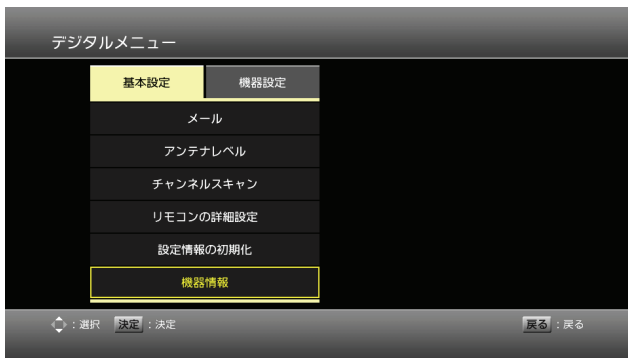 デジタルメニュー
基本設定 機器設定
メール
アンテナレベル
チャンネルスキャン
リモコンの詳細設定
設定情報の初期化
機器情報
：選択 決定：決定 戻る：戻る